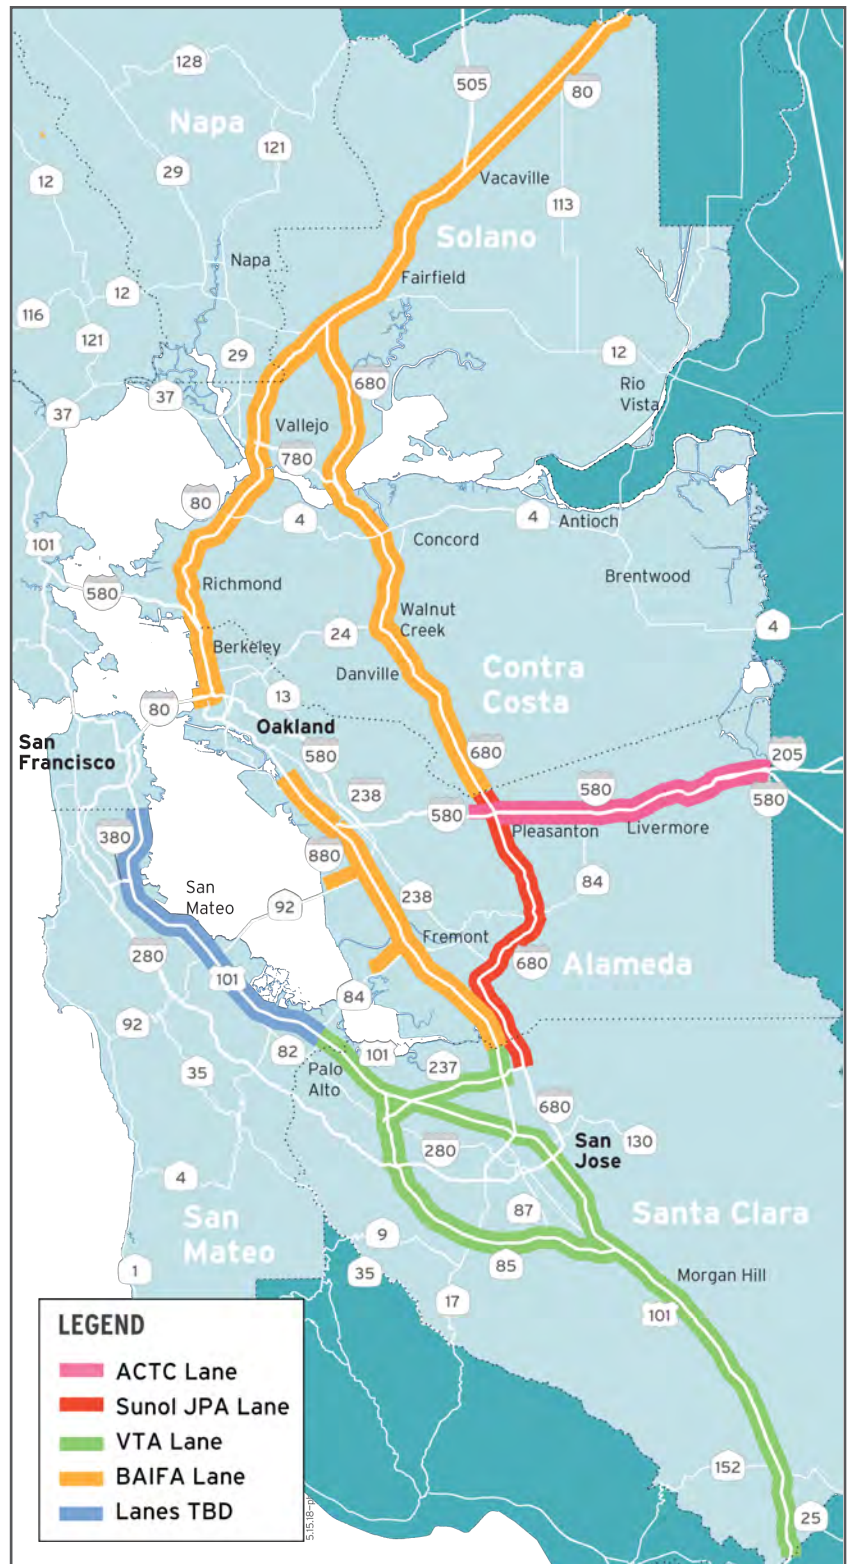 128
505
80
Napa
121
12
29
Vacaville
113
Solano
Napa
Fairfield
12
116
121
29
12
680
Rio
Vista
37
37
Vallejo
780
80
4
4
Antioch
101
Concord
Richmond
580
Brentwood
Walnut
Creek
24
4
Berkeley
Danville
Contra
Costa
13
80
Oakland
San
Francisco
580
680
205
238
580
580
580
380
Pleasanton
Livermore
880
84
San
Mateo
92
238
Fremont
280
680
Alameda
101
84
92
82
101
237
35
Palo
Alto
680
280
San
Jose
130
4
87
Santa Clara
San
Mateo
9
85
1
35
Morgan Hill
17
101
LEGEND
ACTC Lane
Sunol JPA Lane
VTA Lane
BAIFA Lane
Lanes TBD
152
25